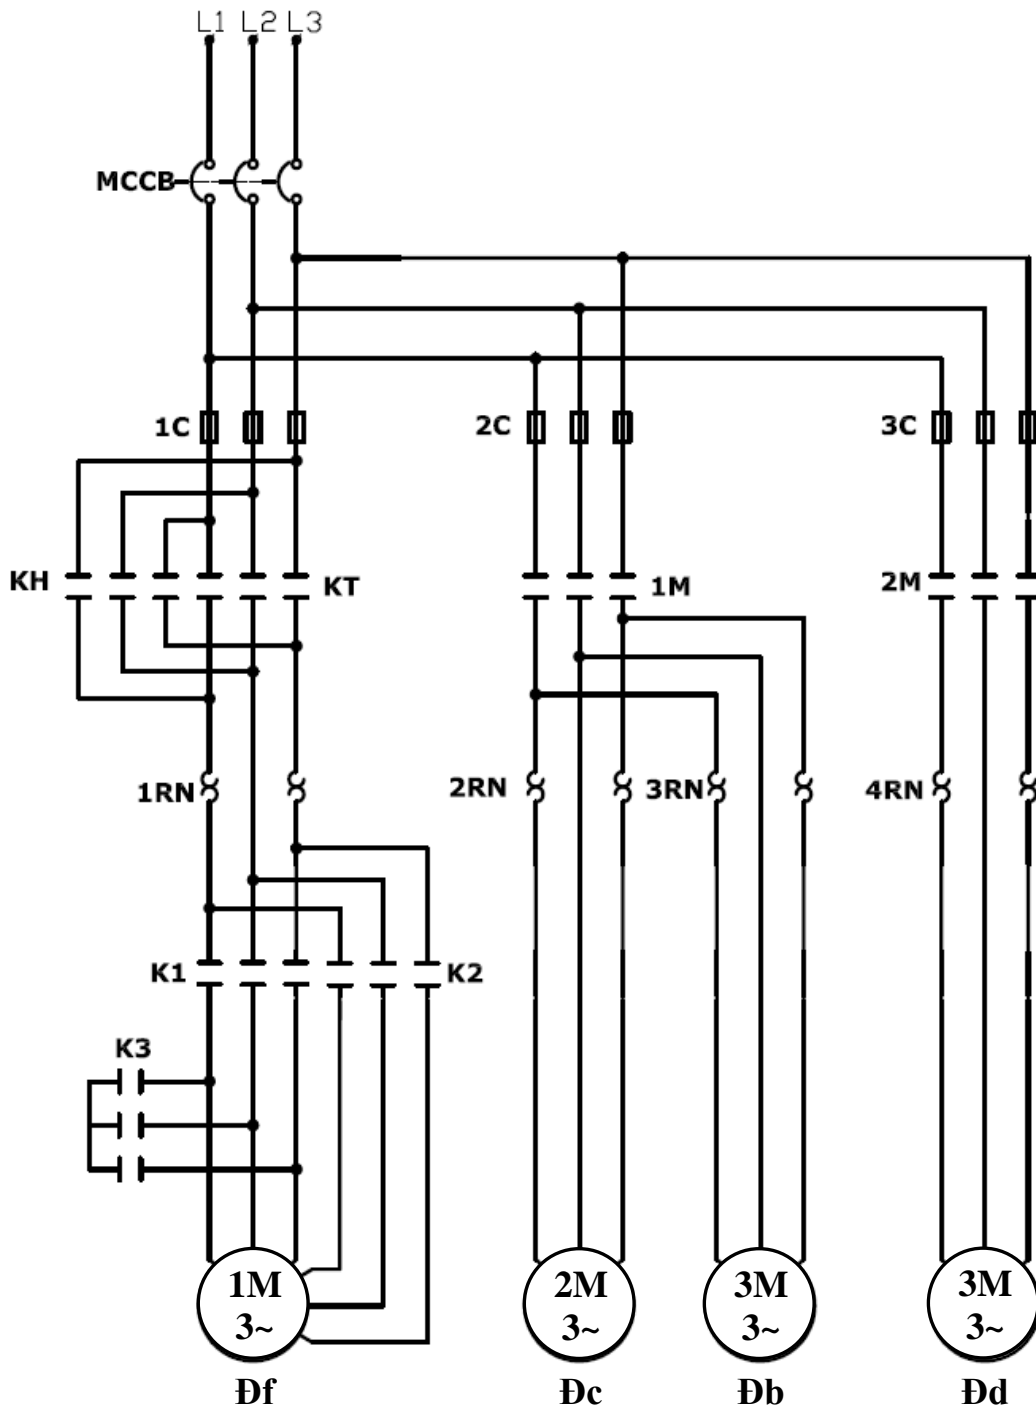 L1 L2 L3
MCCB
1C 2C 3C
KH KT 1M 2M
1RN 2RN 3RN 4RN
K1 K2
K3
1M 2M 3M 3M
3~ 3~ 3~ 3~
Đf Đc Đb Đd